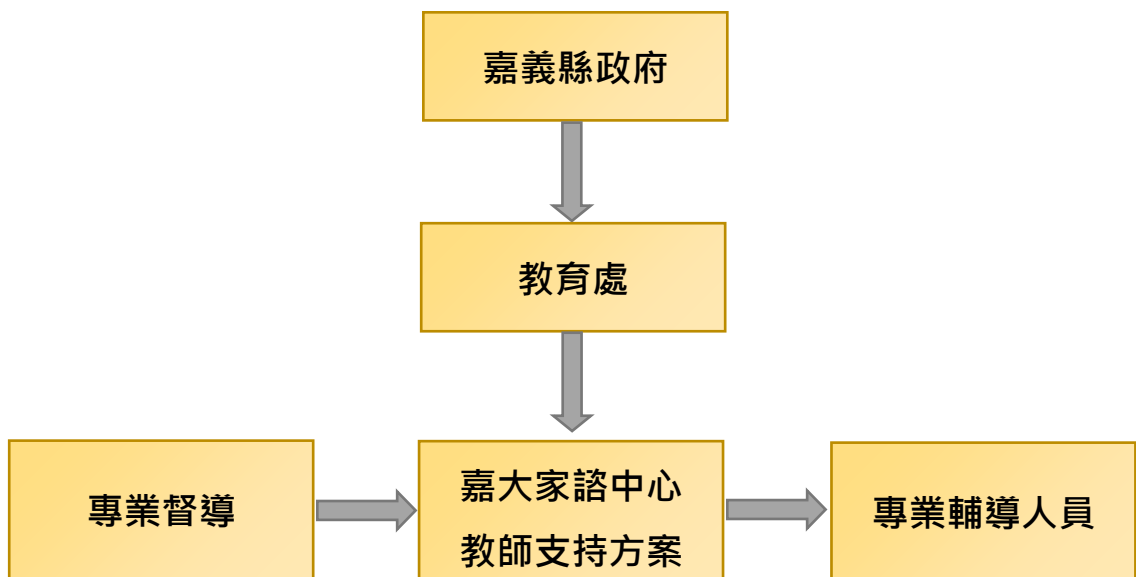 嘉義縣政府
教育處
專業督導
嘉大家諮中心
教師支持方案
專業輔導人員